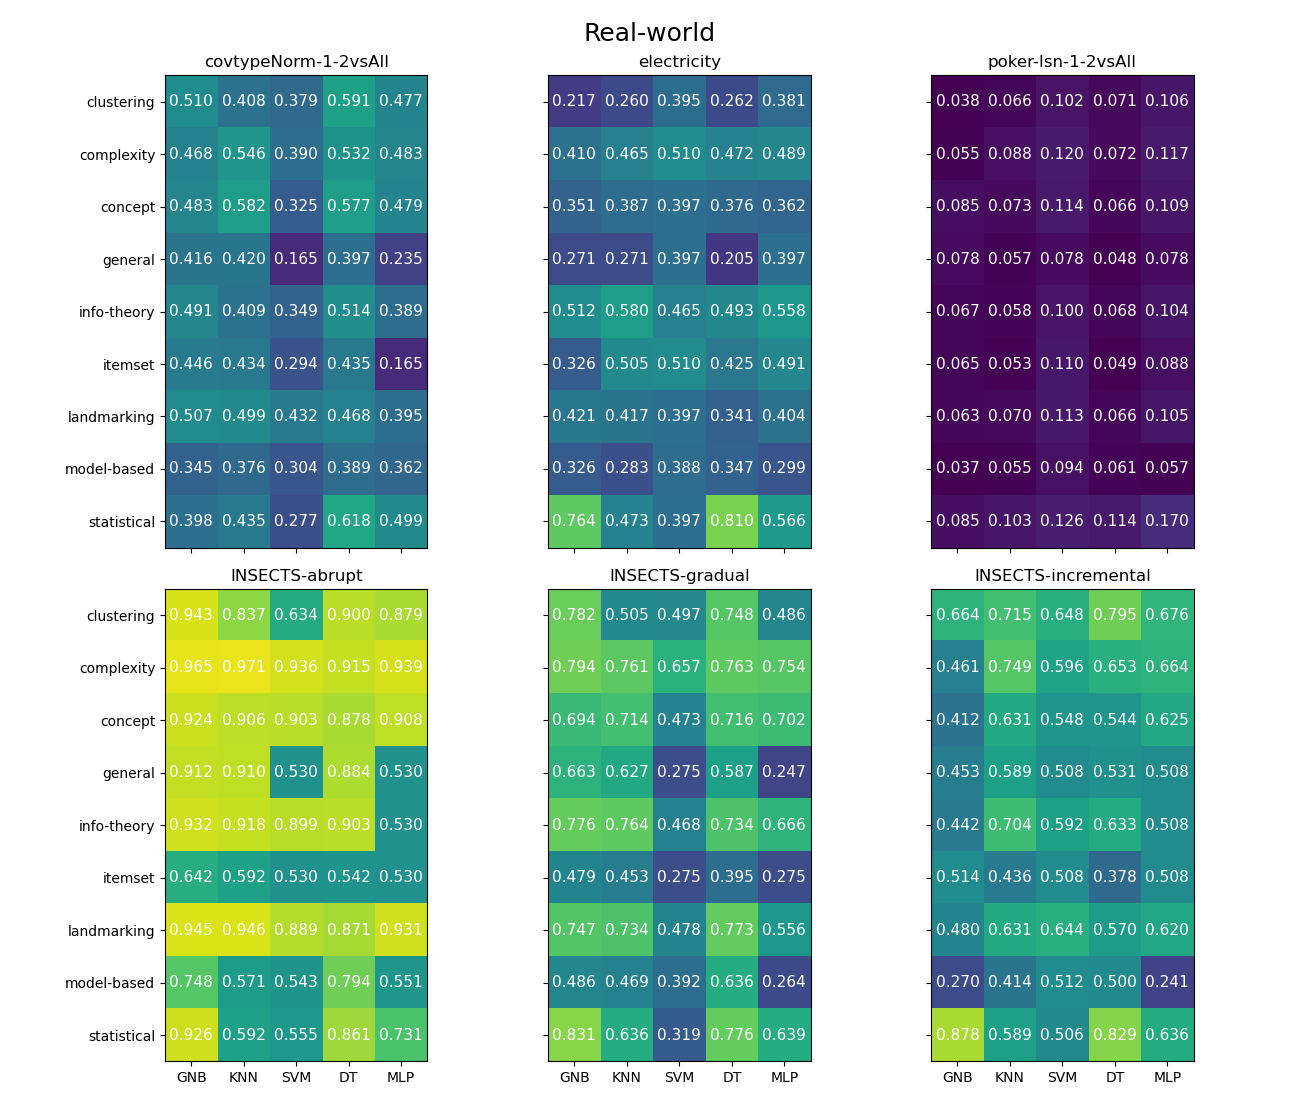 Real-world
covtypeNorm-1-2vsAll electricity poker-lsn-1-2vsAll
clustering 0.510 0.408 0.379 0.591 0.477 0.217 0.260 0.395 0.262 0.381 0.038 0.066 0.102 0.071 0.106
complexity 0.468 0.546 0.390 0.532 0.483 0.410 0.465 0.510 0.472 0.489 0.055 0.088 0.120 0.072 0.117
concept 0.483 0.582 0.325 0.577 0.479 0.351 0.387 0.397 0.376 0.362 0.085 0.073 0.114 0.066 0.109
general 0.416 0.420 0.165 0.397 0.235 0.271 0.271 0.397 0.205 0.397 0.078 0.057 0.078 0.048 0.078
info-theory 0.491 0.409 0.349 0.514 0.389 0.512 0.580 0.465 0.493 0.558 0.067 0.058 0.100 0.068 0.104
itemset 0.446 0.434 0.294 0.435 0.165 0.326 0.505 0.510 0.425 0.491 0.065 0.053 0.110 0.049 0.088
landmarking 0.507 0.499 0.432 0.468 0.395 0.421 0.417 0.397 0.341 0.404 0.063 0.070 0.113 0.066 0.105
model-based 0.345 0.376 0.304 0.389 0.362 0.326 0.283 0.388 0.347 0.299 0.037 0.055 0.094 0.061 0.057
statistical 0.398 0.435 0.277 0.618 0.499 0.764 0.473 0.397 0.810 0.566 0.085 0.103 0.126 0.114 0.170
INSECTS-abrupt INSECTS-gradual INSECTS-incremental
clustering 0.943 0.837 0.634 0.900 0.879 0.782 0.505 0.497 0.748 0.486 0.664 0.715 0.648 0.795 0.676
complexity 0.965 0.971 0.936 0.915 0.939 0.794 0.761 0.657 0.763 0.754 0.461 0.749 0.596 0.653 0.664
concept 0.924 0.906 0.903 0.878 0.908 0.694 0.714 0.473 0.716 0.702 0.412 0.631 0.548 0.544 0.625
general 0.912 0.910 0.530 0.884 0.530 0.663 0.627 0.275 0.587 0.247 0.453 0.589 0.508 0.531 0.508
info-theory 0.932 0.918 0.899 0.903 0.530 0.776 0.764 0.468 0.734 0.666 0.442 0.704 0.592 0.633 0.508
itemset 0.642 0.592 0.530 0.542 0.530 0.479 0.453 0.275 0.395 0.275 0.514 0.436 0.508 0.378 0.508
landmarking 0.945 0.946 0.889 0.871 0.931 0.747 0.734 0.478 0.773 0.556 0.480 0.631 0.644 0.570 0.620
model-based 0.748 0.571 0.543 0.794 0.551 0.486 0.469 0.392 0.636 0.264 0.270 0.414 0.512 0.500 0.241
statistical 0.926 0.592 0.555 0.861 0.731 0.831 0.636 0.319 0.776 0.639 0.878 0.589 0.506 0.829 0.636
GNB KNN SVM DT MLP GNB KNN SVM DT MLP GNB KNN SVM DT MLP